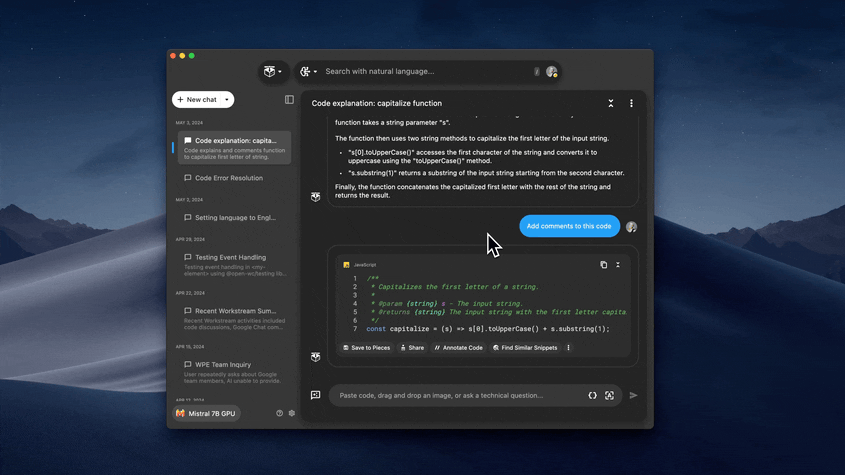 Search with natural language...
/
+ New chat
MAY 3, 2024
Code explanation: capita...
Code explains and comments function
to capitalize first letter of string.
Code Error Resolution
MAY 2, 2024
Setting language to Engl...
APR 29, 2024
Testing Event Handling
Testing event handling in <my-
element> using @open-wc/testing lib...
APR 23, 2024
Recent Workstream Sum...
Recent Workstream activities included
code discussions, Google Chat com...
APR 15, 2024
WPE Team Inquiry
User repeatedly asks about Google
team members, AI unable to provide.
Mistral 7B GPU
Code explanation: capitalize function
function takes a string parameter "s".
The function then uses two string methods to capitalize the first letter of the input string.
• "s[0].toUpperCase()" accesses the first character of the string and converts it to
uppercase using the "toUpperCase()" method.
• "s.substring(1)" returns a substring of the input string starting from the second character.
Finally, the function concatenates the capitalized first letter with the rest of the string and
returns the result.
Add comments to this code
JavaScript
1 /**
2 * Capitalizes the first letter of a string.
3 *
4 * @param {string} s - The input string.
5 * @returns {string} The input string with the first letter capita
6 */
7 const capitalize = (s) => s[0].toUpperCase() + s.substring(1);
Save to Pieces
Share
// Annotate Code
Find Similar Snippets
Paste code, drag and drop an image, or ask a technical question...